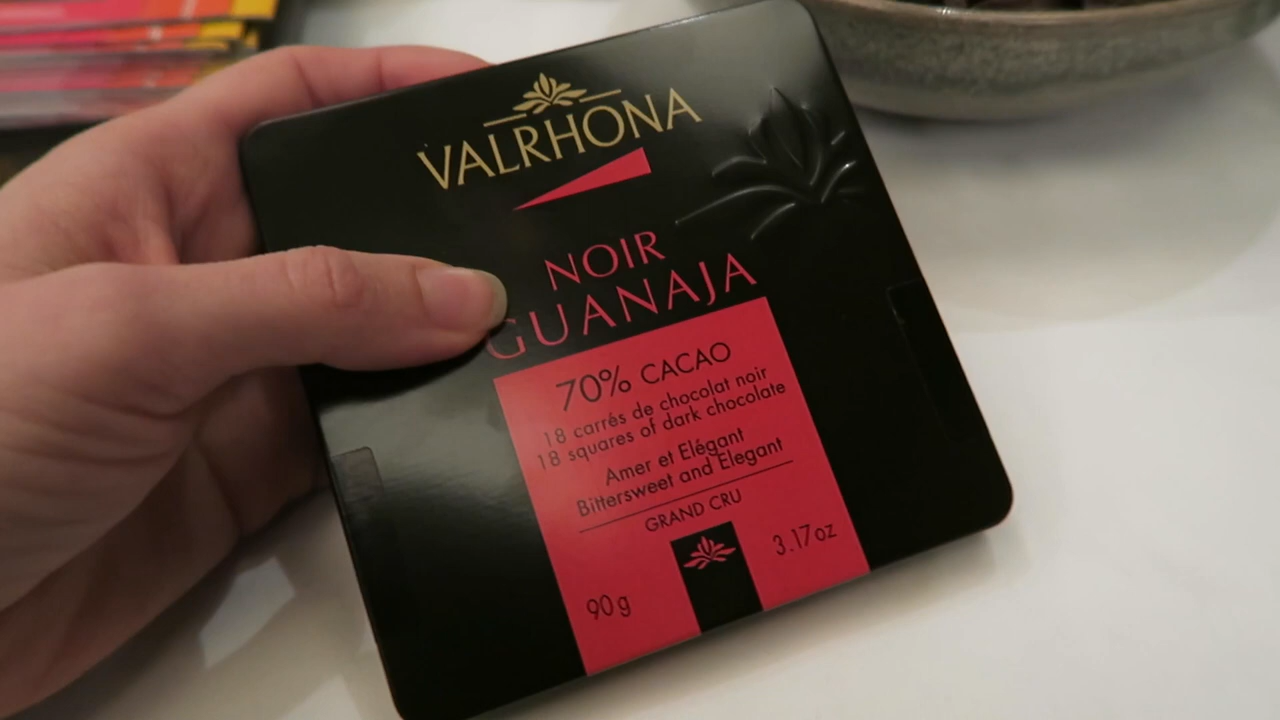 VALRHONA
NOIR
GUANAJA
70% CACAO
18 carrés de chocolat noir
18 squares of dark chocolate
Amer et Elégant
Bittersweet and Elegant
GRAND CRU
90g
3.17oz